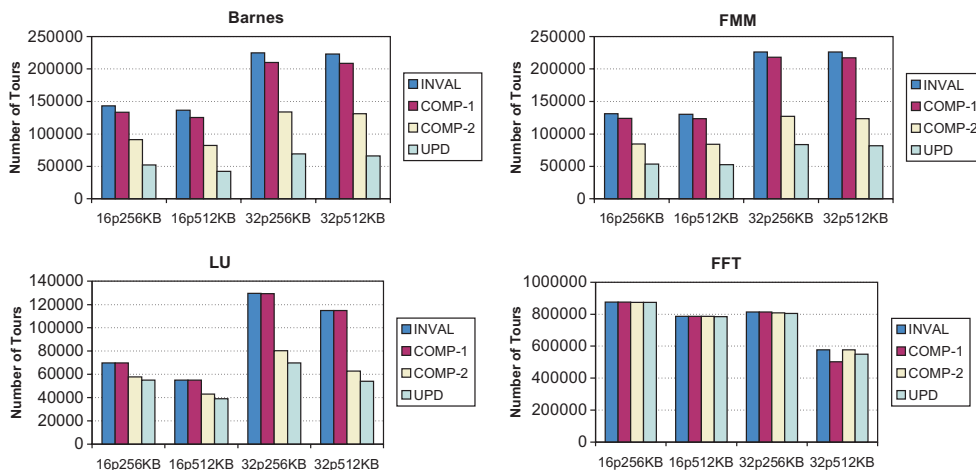 Barnes
Number of Tours
250000
200000
150000
100000
50000
0
16p256KB 16p512KB 32p256KB 32p512KB
INVAL
COMP-1
COMP-2
UPD
FMM
Number of Tours
250000
200000
150000
100000
50000
0
16p256KB 16p512KB 32p256KB 32p512KB
INVAL
COMP-1
COMP-2
UPD
LU
Number of Tours
140000
120000
100000
80000
60000
40000
20000
0
16p256KB 16p512KB 32p256KB 32p512KB
INVAL
COMP-1
COMP-2
UPD
FFT
Number of Tours
1000000
800000
600000
400000
200000
0
16p256KB 16p512KB 32p256KB 32p512KB
INVAL
COMP-1
COMP-2
UPD